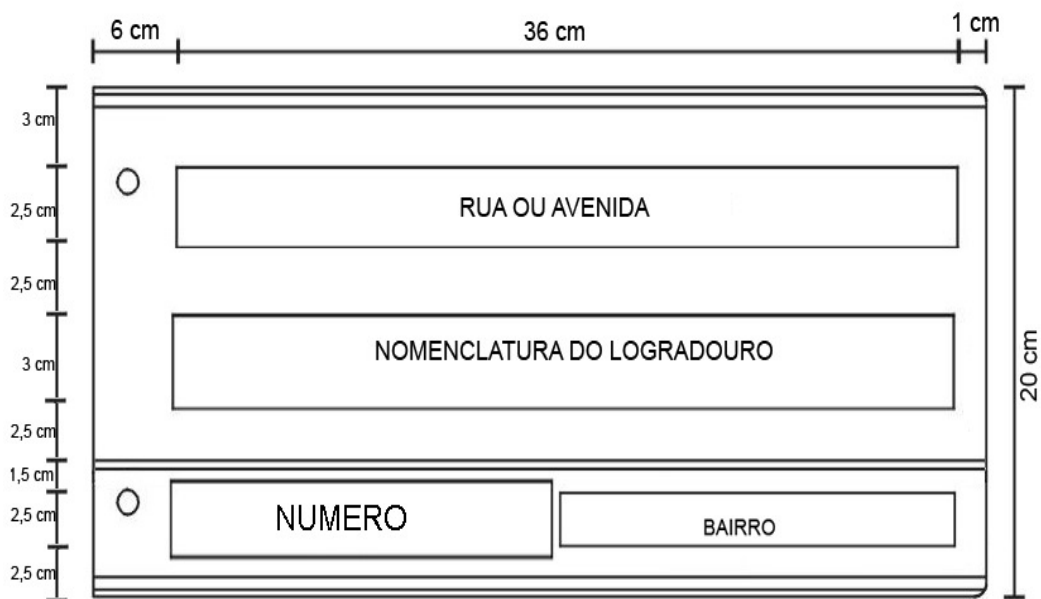 6 cm 36 cm 1 cm
3 cm
2,5 cm
RUA OU AVENIDA
2,5 cm
3 cm
NOMENCLATURA DO LOGRADOURO
20 cm
2,5 cm
1,5 cm
2,5 cm
NUMERO
BAIRRO
2,5 cm